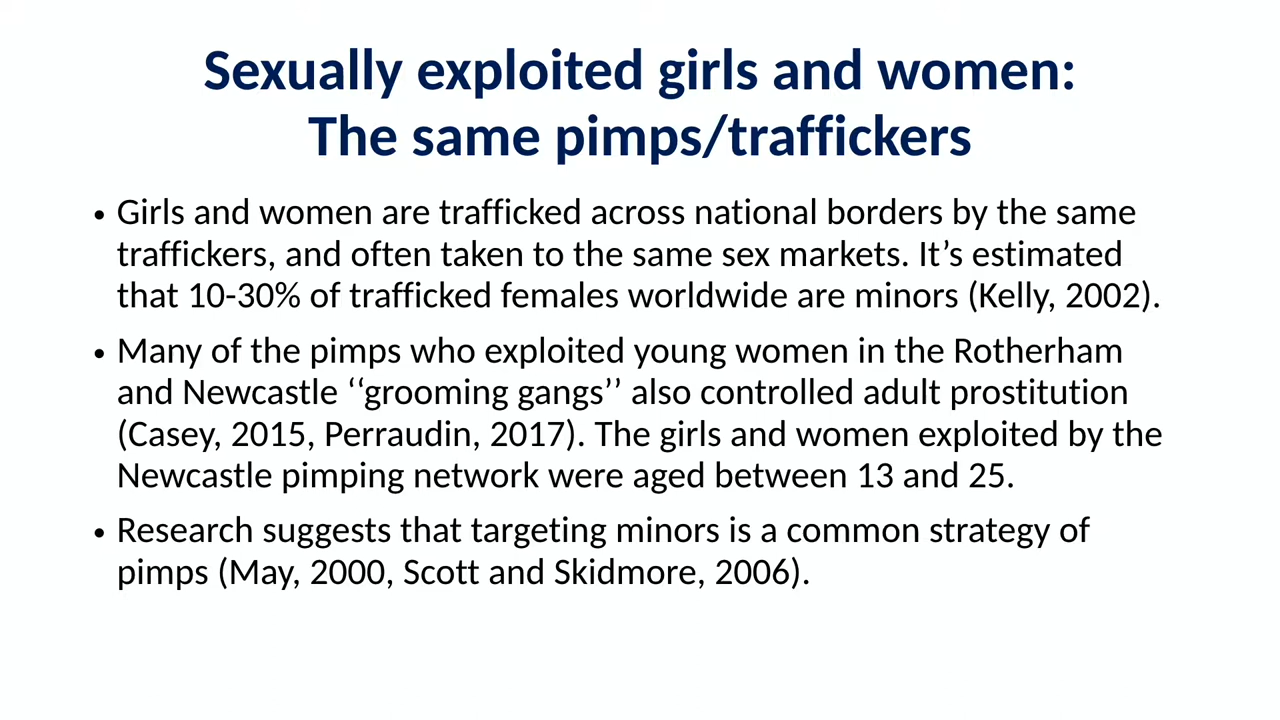 Sexually exploited girls and women:
The same pimps/traffickers
• Girls and women are trafficked across national borders by the same
traffickers, and often taken to the same sex markets. It’s estimated
that 10-30% of trafficked females worldwide are minors (Kelly, 2002).
• Many of the pimps who exploited young women in the Rotherham
and Newcastle ‘‘grooming gangs’’ also controlled adult prostitution
(Casey, 2015, Perraudin, 2017). The girls and women exploited by the
Newcastle pimping network were aged between 13 and 25.
• Research suggests that targeting minors is a common strategy of
pimps (May, 2000, Scott and Skidmore, 2006).